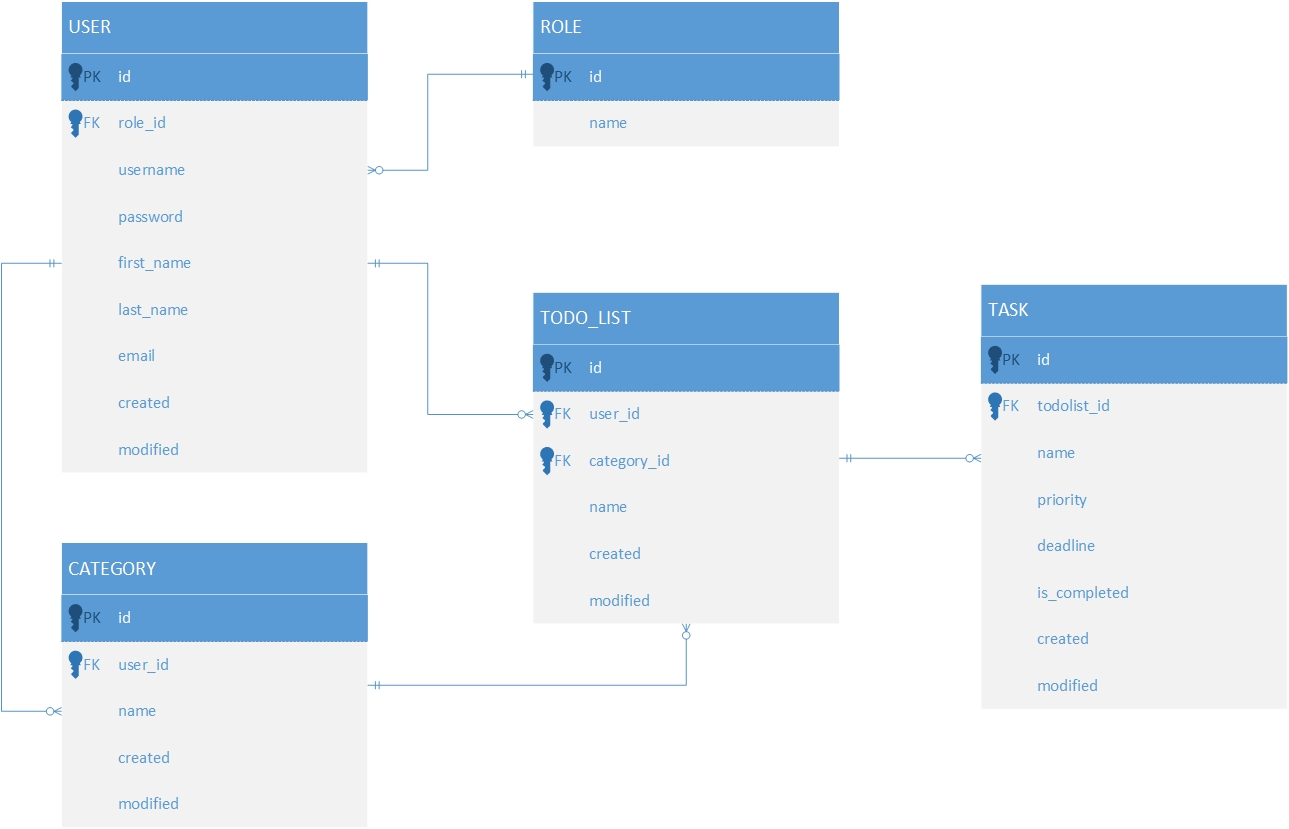 USER
PK id
FK role_id
username
password
first_name
last_name
email
created
modified
ROLE
PK id
name
TODO_LIST
PK id
FK user_id
FK category_id
name
created
modified
TASK
PK id
FK todolist_id
name
priority
deadline
is_completed
created
modified
CATEGORY
PK id
FK user_id
name
created
modified